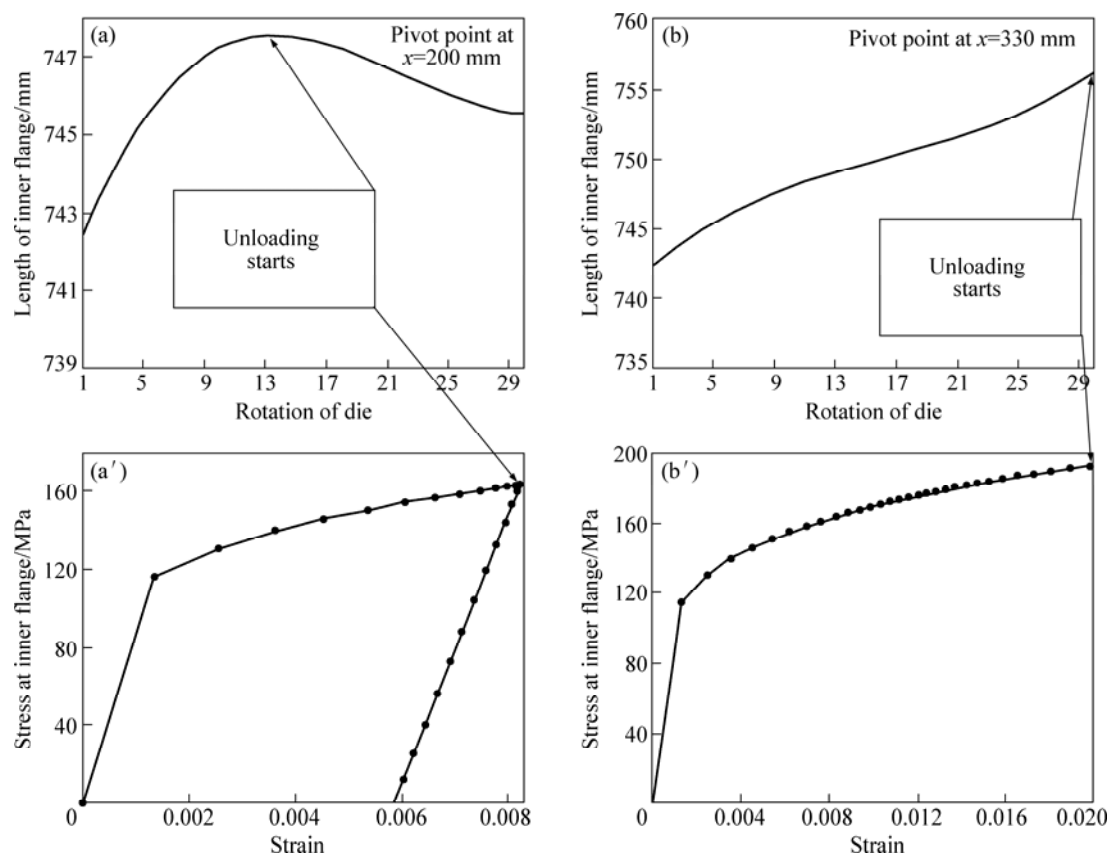 (a)
Pivot point at
x=200 mm
747
745
743
741
739
Length of inner flange/mm
Unloading
starts
1 5 9 13 17 21 25 29
Rotation of die
(b)
Pivot point at x=330 mm
760
755
750
745
740
735
Length of inner flange/mm
Unloading
starts
1 5 9 13 17 21 25 29
Rotation of die
(a′)
160
120
80
40
Stress at inner flange/MPa
0 0.002 0.004 0.006 0.008
Strain
(b′)
200
160
120
80
40
Stress at inner flange/MPa
0 0.004 0.008 0.012 0.016 0.020
Strain